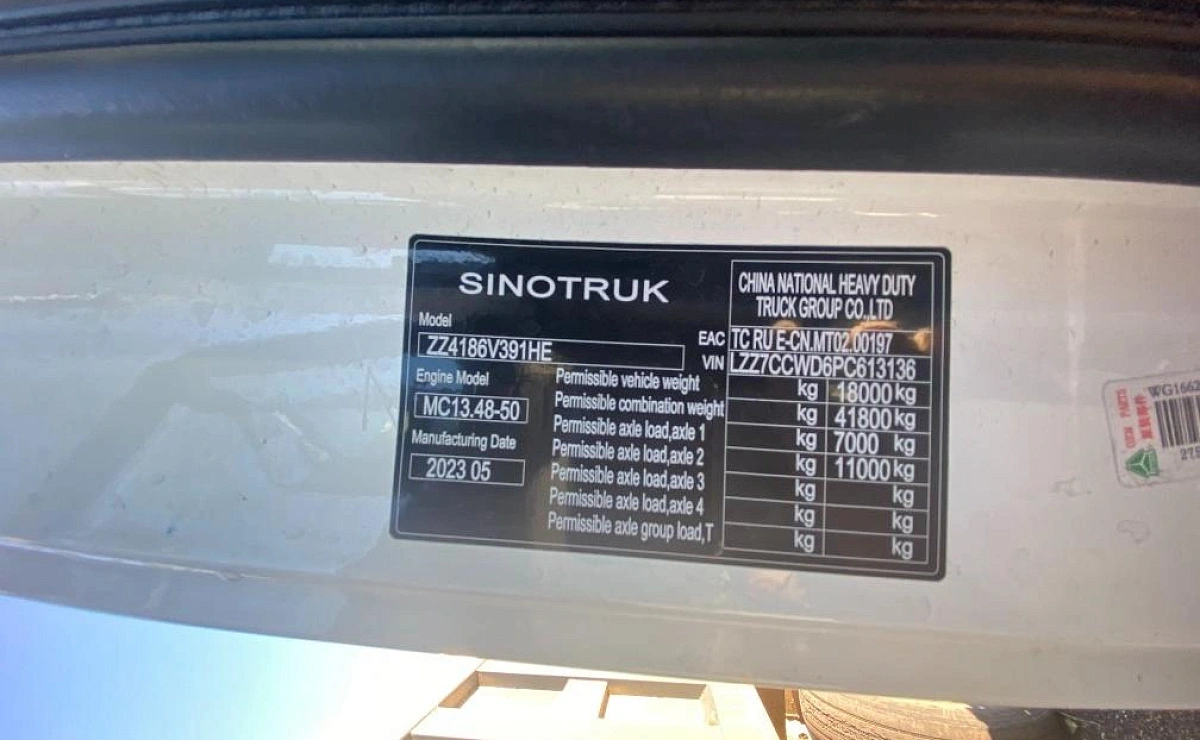 SINOTRUK
CHINA NATIONAL HEAVY DUTY
TRUCK GROUP CO.,LTD
Model
ZZ4186V391HE
EAC TC RU E-CN.MT02.00197
VIN LZZ7CCWD6PC613136
Engine Model
MC13.48-50
Manufacturing Date
2023 05
Permissible vehicle weight kg 18000 kg
Permissible combination weight kg 41800 kg
Permissible axle load,axle 1 kg 7000 kg
Permissible axle load,axle 2 kg 11000 kg
Permissible axle load,axle 3 kg kg
Permissible axle load,axle 4 kg kg
Permissible axle group load,T kg kg
OEM PARTS